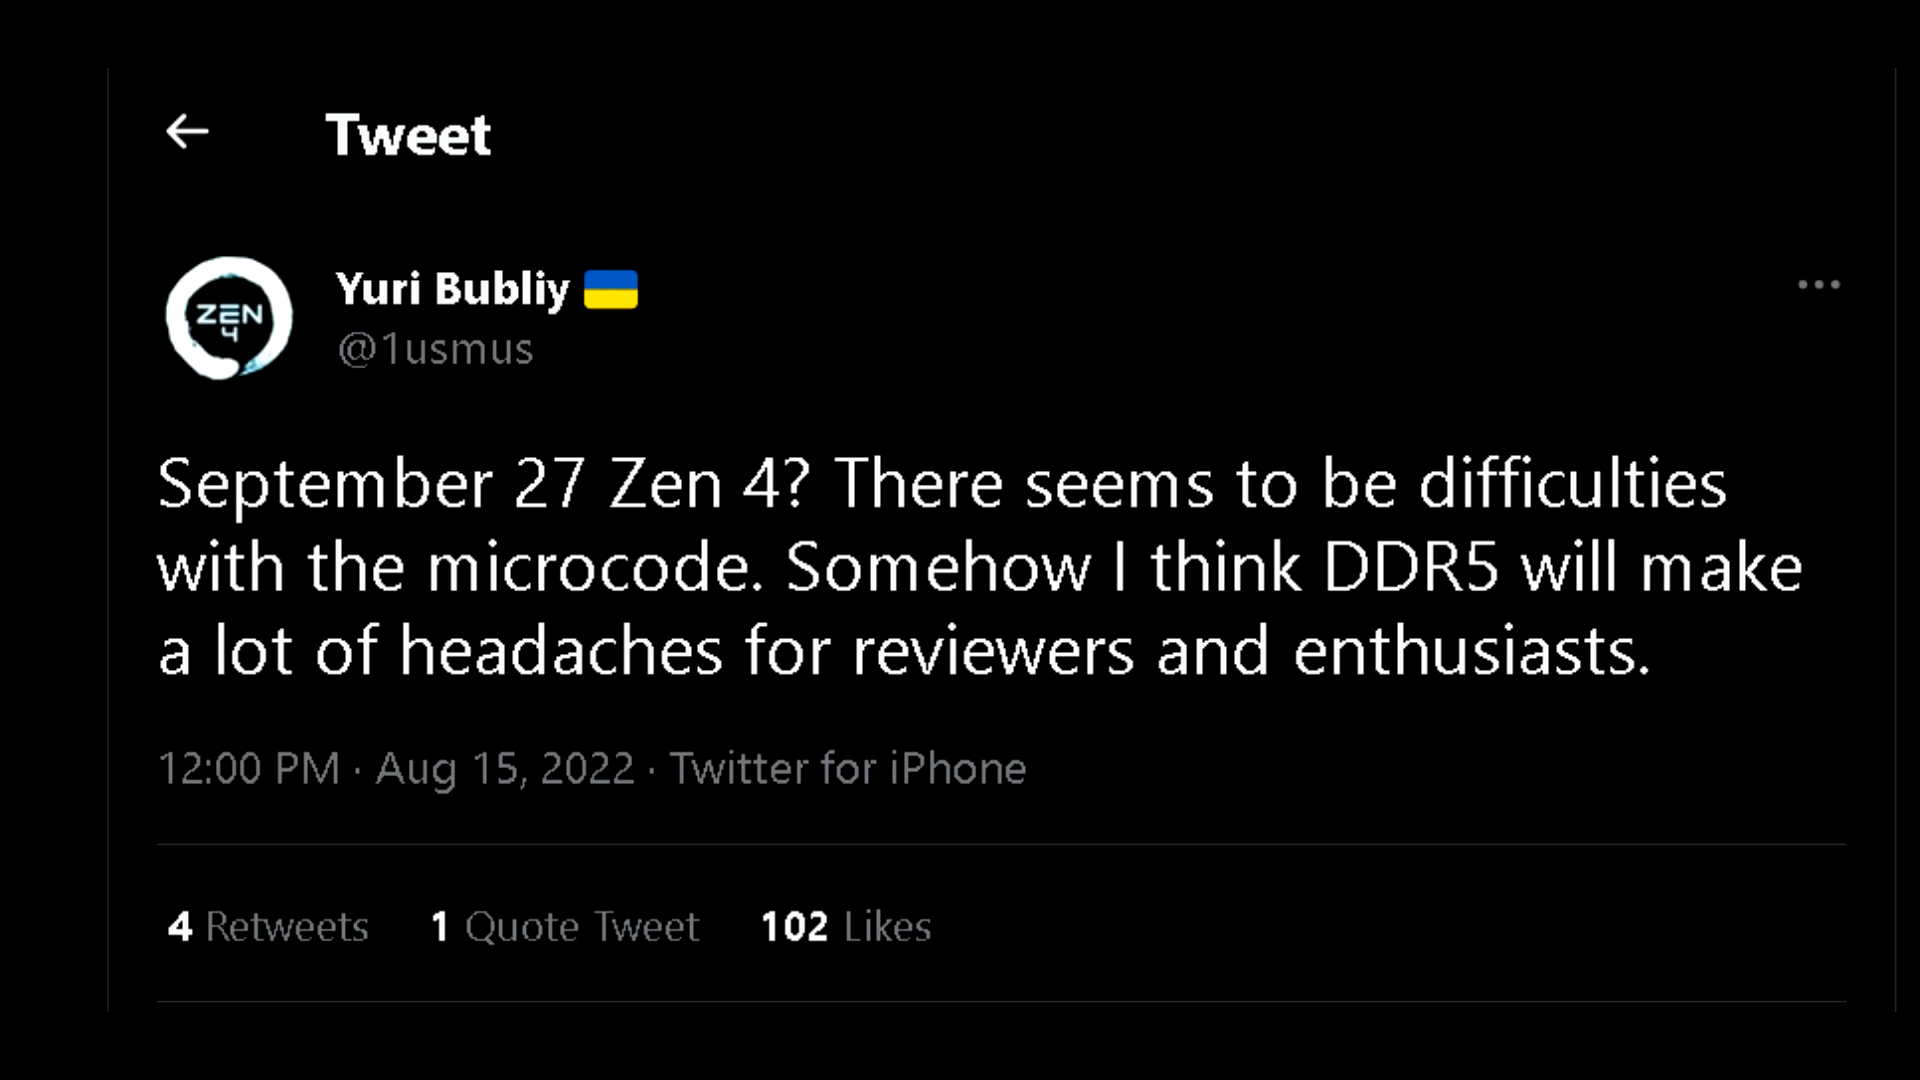 Tweet
ZEN
4
Yuri Bubliy 🇺🇦
@1usmus
September 27 Zen 4? There seems to be difficulties
with the microcode. Somehow I think DDR5 will make
a lot of headaches for reviewers and enthusiasts.
12:00 PM · Aug 15, 2022 · Twitter for iPhone
4 Retweets 1 Quote Tweet 102 Likes